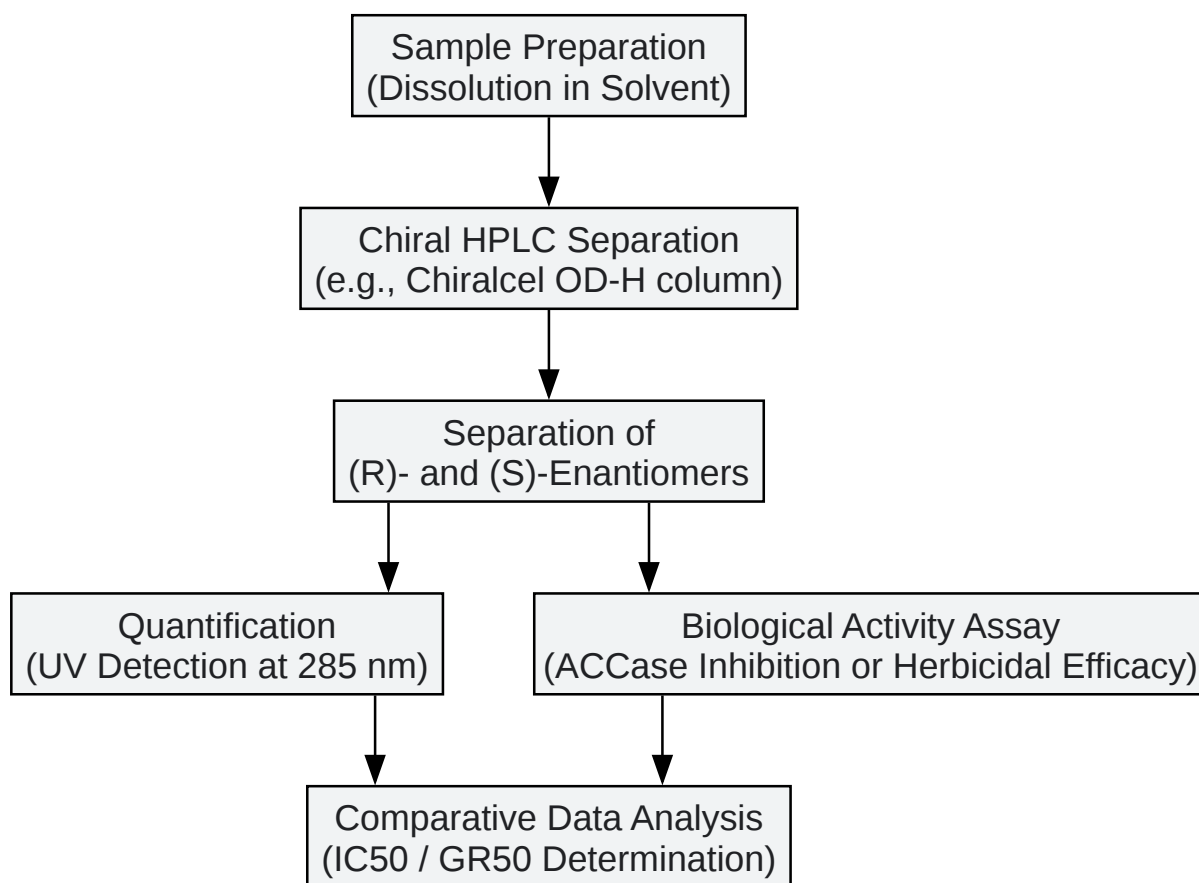 Sample Preparation
(Dissolution in Solvent)
Chiral HPLC Separation
(e.g., Chiralcel OD-H column)
Separation of
(R)- and (S)-Enantiomers
Quantification
(UV Detection at 285 nm)
Biological Activity Assay
(ACCase Inhibition or Herbicidal Efficacy)
Comparative Data Analysis
(IC50 / GR50 Determination)